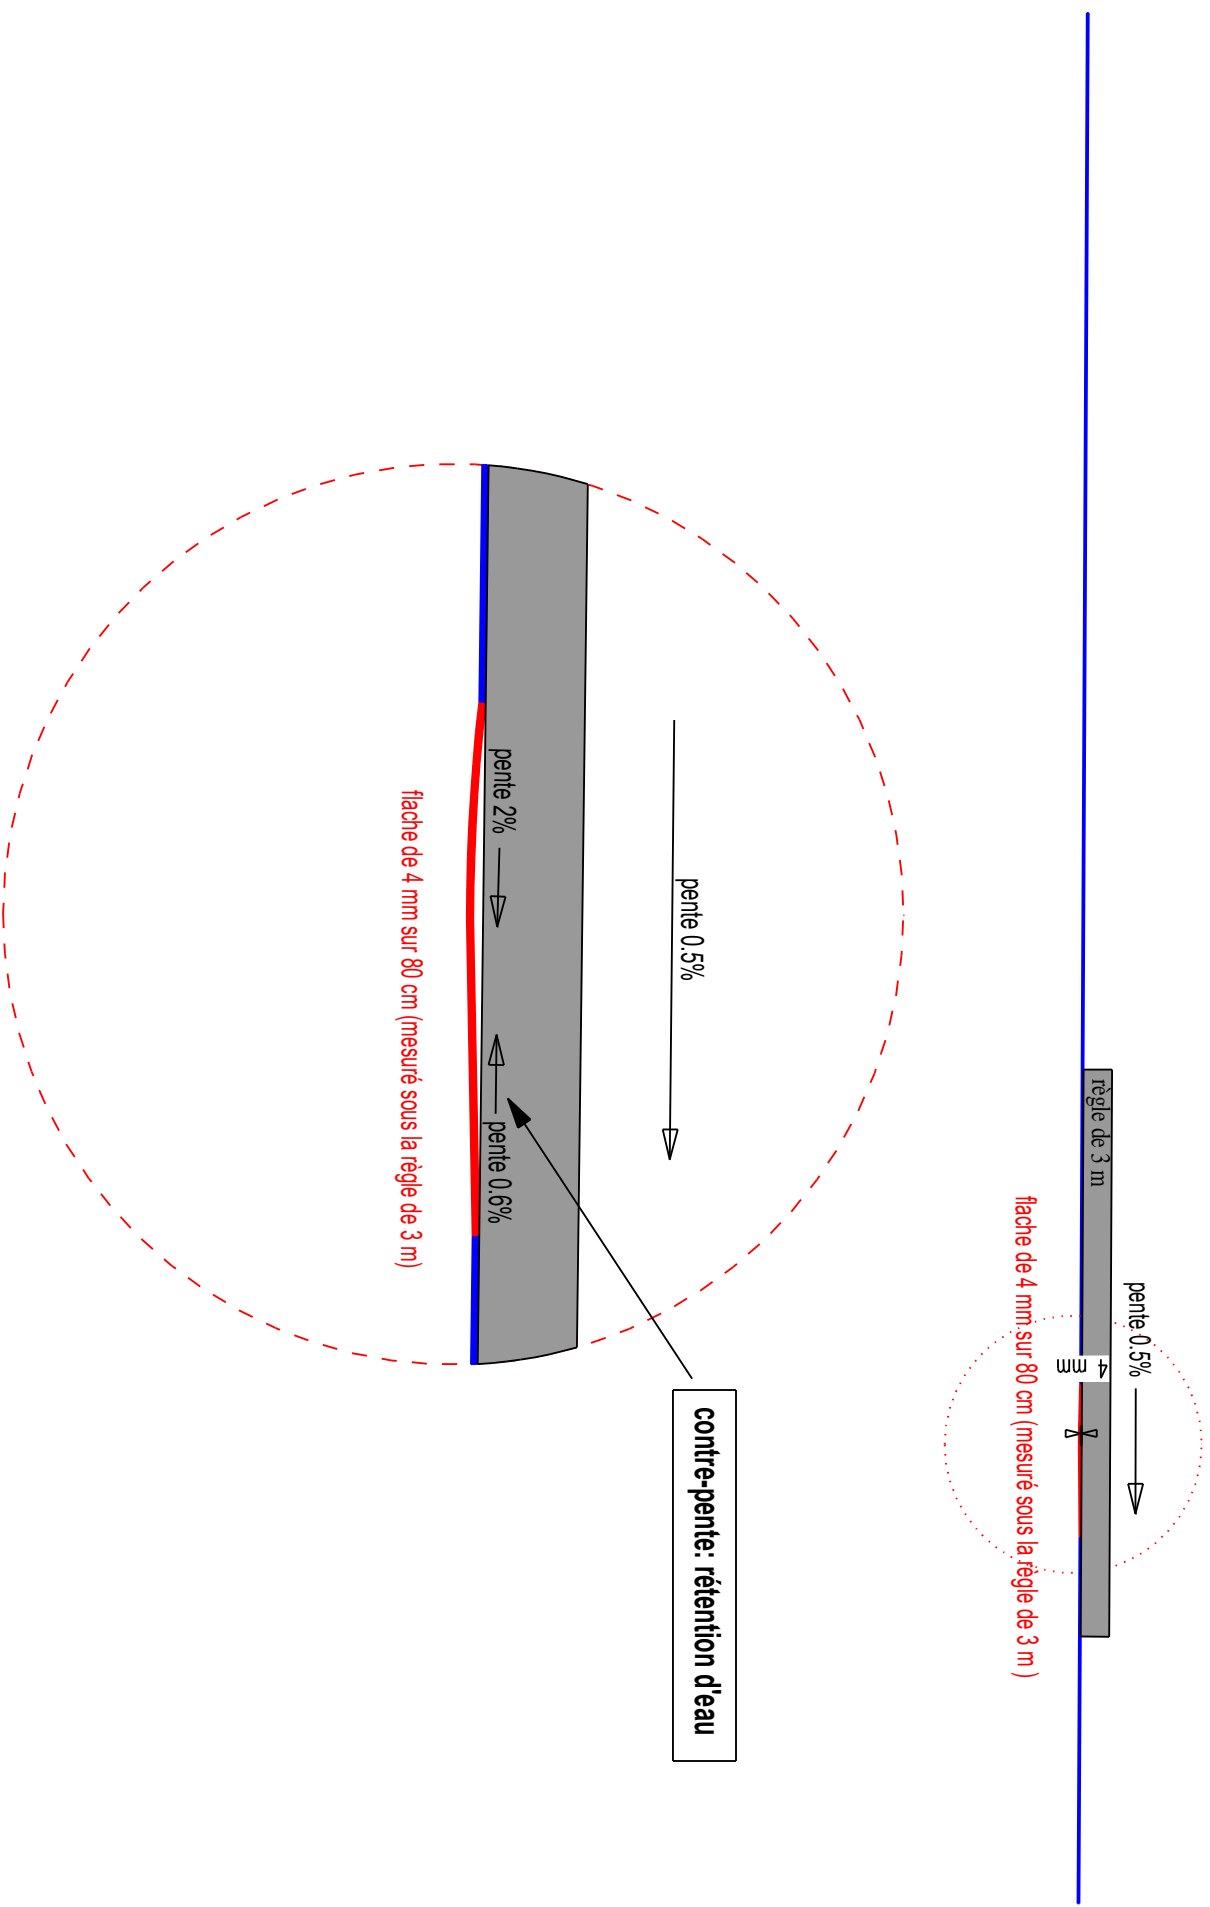 pente 0.5%
règle de 3 m
4 mm
flache de 4 mm sur 80 cm (mesuré sous la règle de 3 m )
contre-pente: rétention d'eau
pente 0.5%
pente 2%
pente 0.6%
flache de 4 mm sur 80 cm (mesuré sous la règle de 3 m)